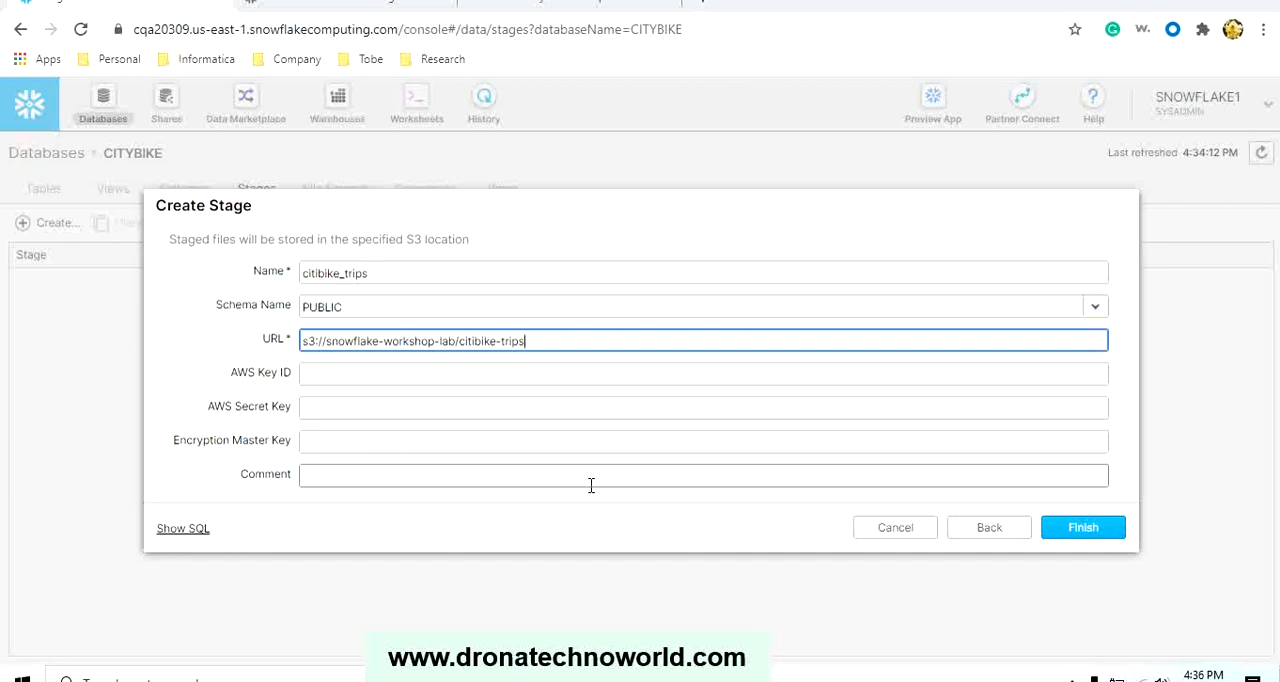 cqa20309.us-east-1.snowflakecomputing.com/console#/data/stages?databaseName=CITYBIKE
Apps Personal Informatica Company Tobe Research
Databases Shares Data Marketplace Warehouses Worksheets History Preview App Partner Connect Help SNOWFLAKE1
SYSADMIN
Databases CITYBIKE Last refreshed 4:34:12 PM
Tables Views Stages
Create...
Stage
Create Stage
Staged files will be stored in the specified S3 location
Name * citibike_trips
Schema Name PUBLIC
URL * s3://snowflake-workshop-lab/citibike-trips
AWS Key ID
AWS Secret Key
Encryption Master Key
Comment
Show SQL Cancel Back Finish
www.dronatechnoworld.com
4:36 PM